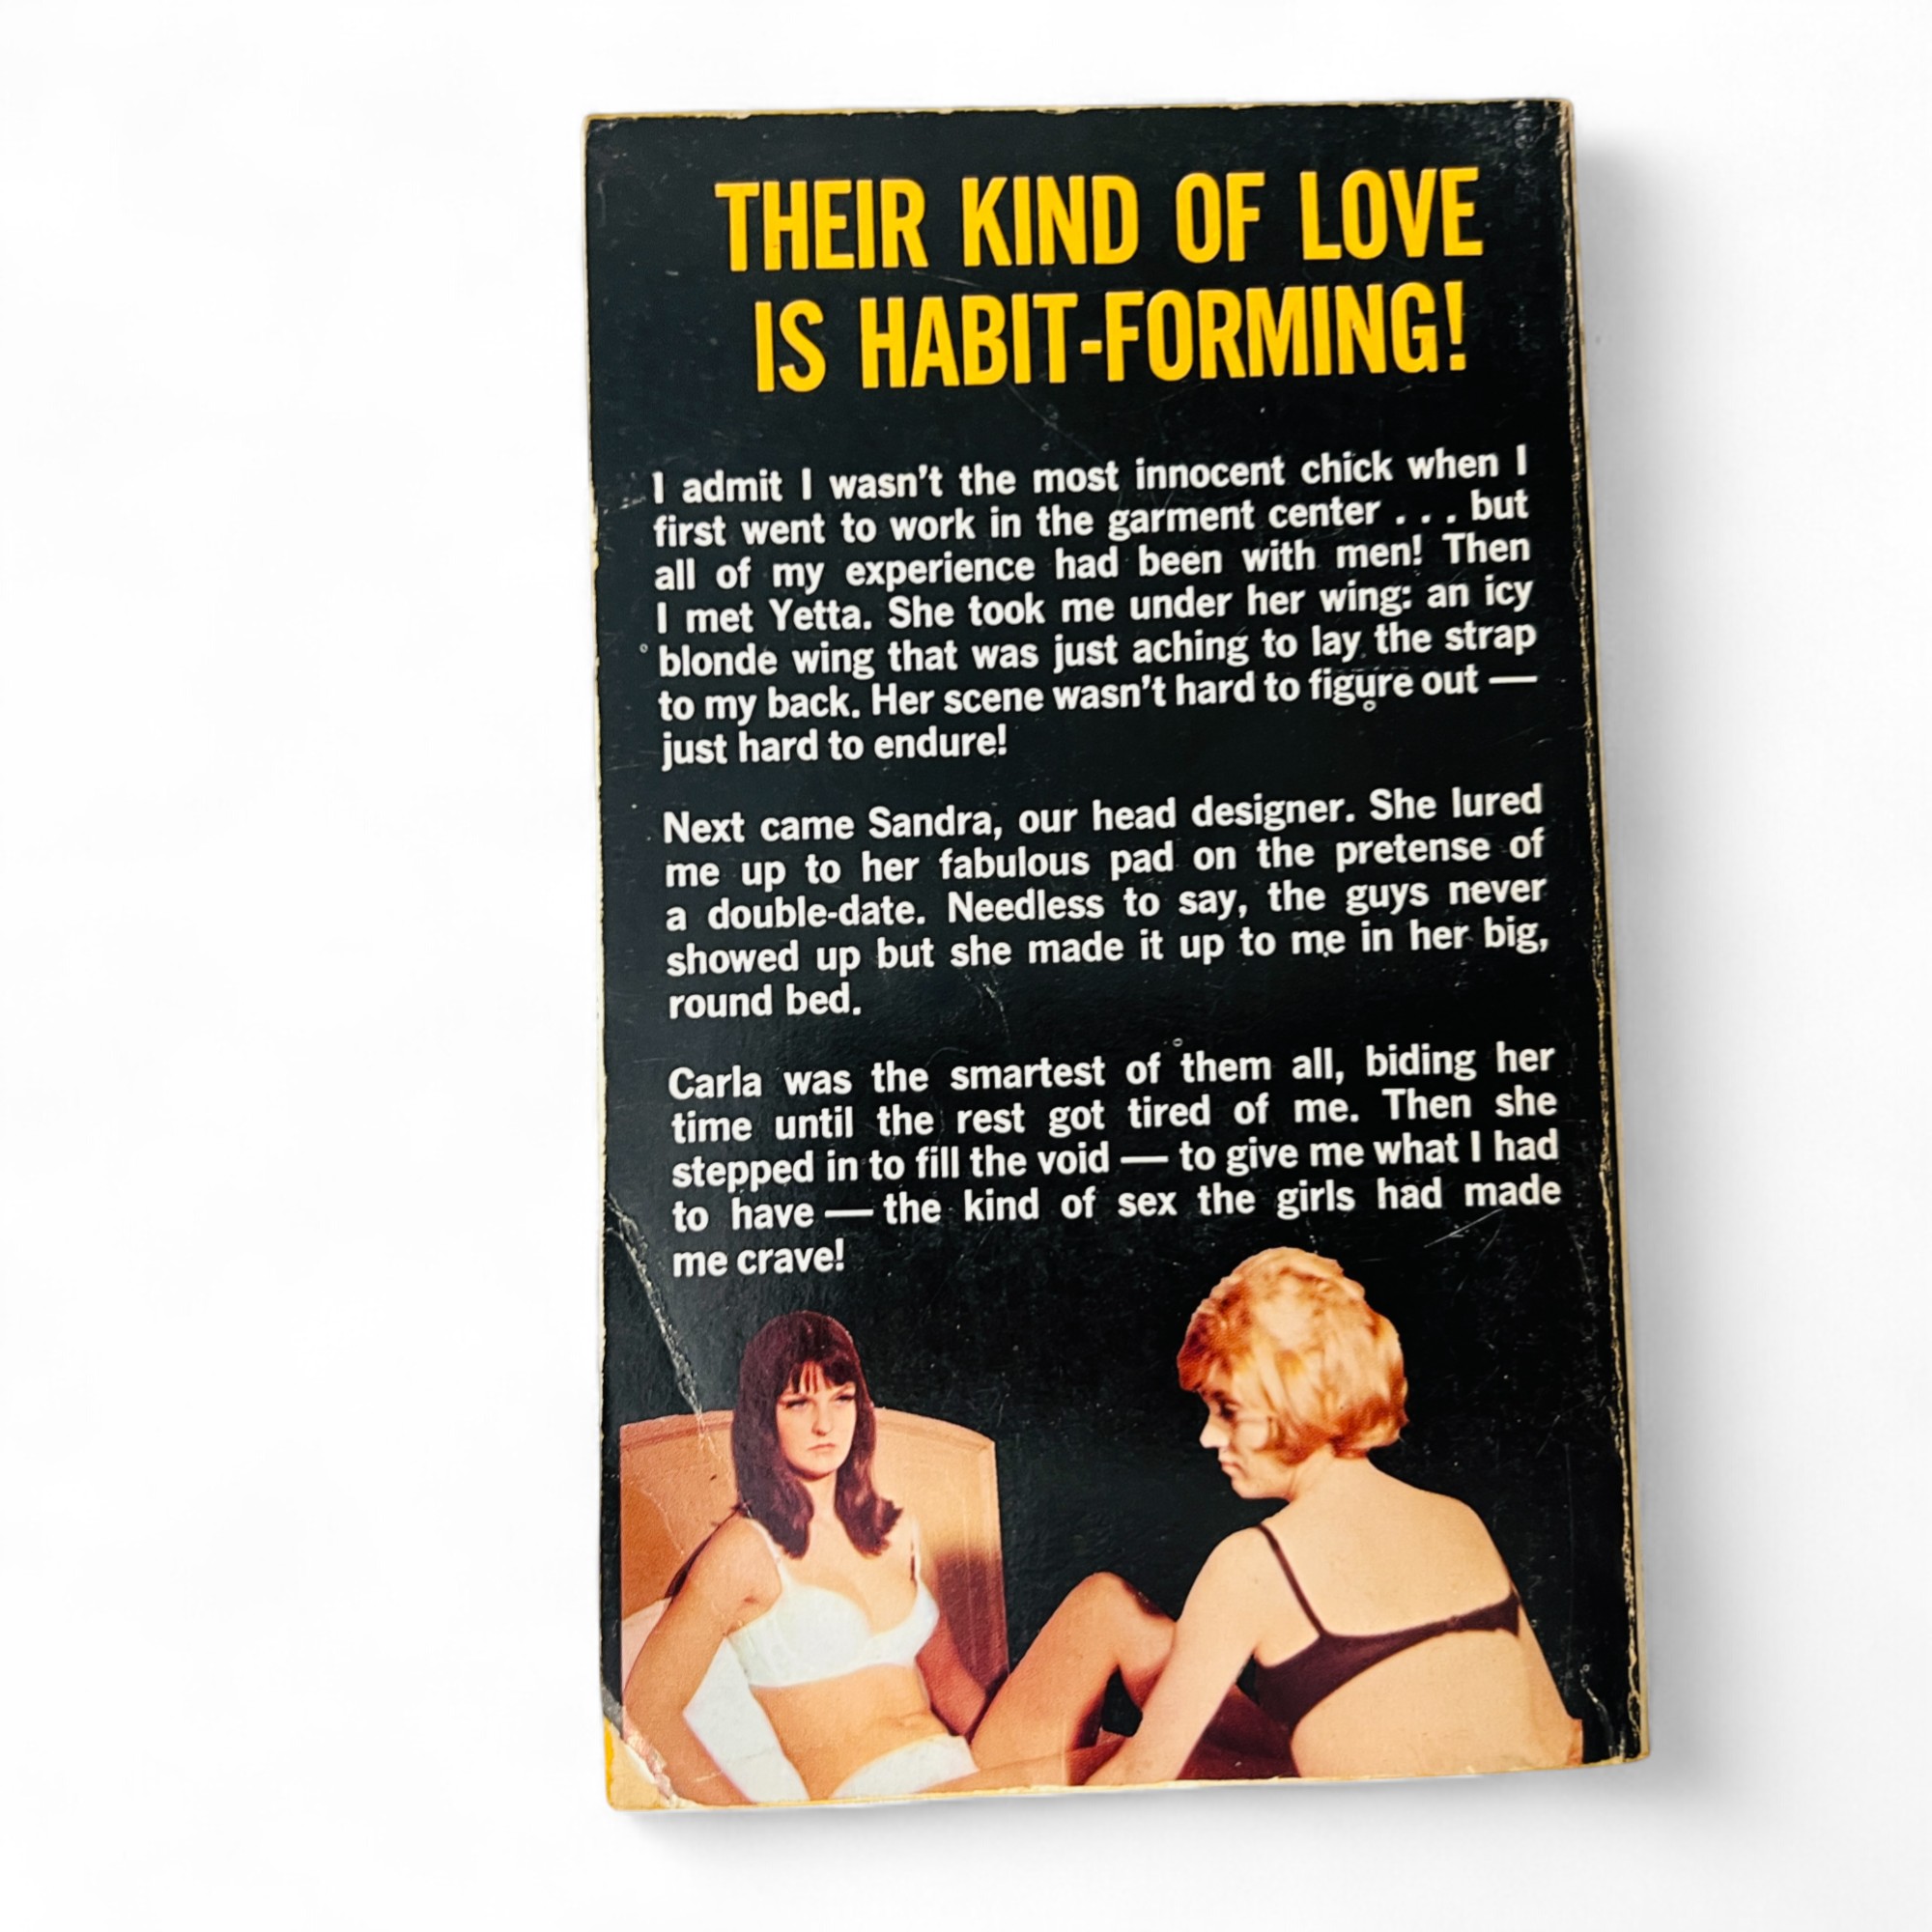 THEIR KIND OF LOVE
IS HABIT-FORMING!
I admit I wasn't the most innocent chick when I
first went to work in the garment center . . . but
all of my experience had been with men! Then
I met Yetta. She took me under her wing: an icy
blonde wing that was just aching to lay the strap
to my back. Her scene wasn't hard to figure out —
just hard to endure!
Next came Sandra, our head designer. She lured
me up to her fabulous pad on the pretense of
a double-date. Needless to say, the guys never
showed up but she made it up to me in her big,
round bed.
Carla was the smartest of them all, biding her
time until the rest got tired of me. Then she
stepped in to fill the void — to give me what I had
to have — the kind of sex the girls had made
me crave!